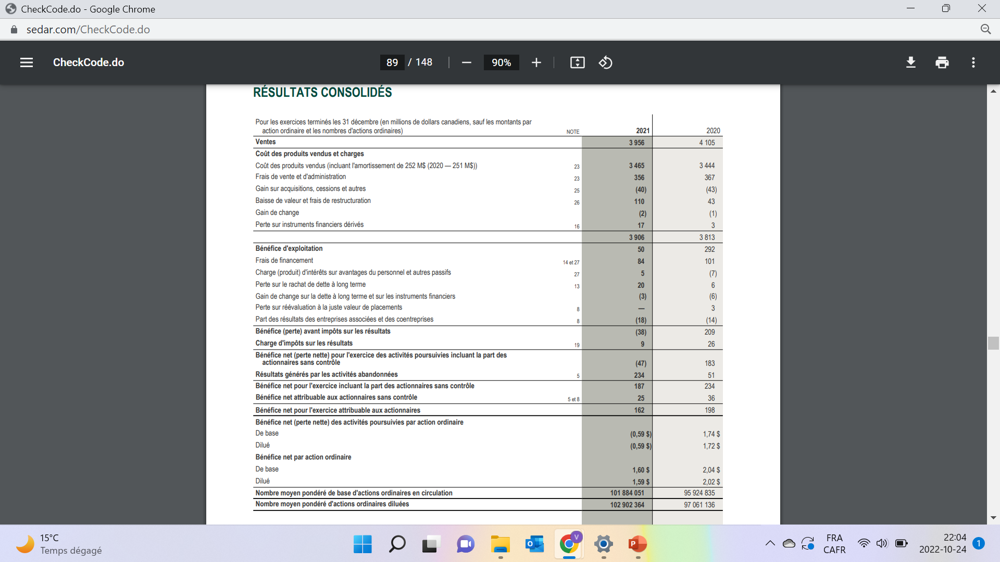 CheckCode.do - Google Chrome
sedar.com/CheckCode.do
CheckCode.do 89 / 148 90%
RÉSULTATS CONSOLIDÉS
Pour les exercices terminés les 31 décembre (en millions de dollars canadiens, sauf les montants par
action ordinaire et les nombres d'actions ordinaires) NOTE 2021 2020
Ventes 3 956 4 105
Coût des produits vendus et charges
Coût des produits vendus (incluant l'amortissement de 252 M$ (2020 — 251 M$)) 23 3 465 3 444
Frais de vente et d'administration 23 356 367
Gain sur acquisitions, cessions et autres 25 (40) (43)
Baisse de valeur et frais de restructuration 26 110 43
Gain de change (2) (1)
Perte sur instruments financiers dérivés 16 17 3
3 906 3 813
Bénéfice d'exploitation 50 292
Frais de financement 14 et 27 84 101
Charge (produit) d'intérêts sur avantages du personnel et autres passifs 27 5 (7)
Perte sur le rachat de dette à long terme 13 20 6
Gain de change sur la dette à long terme et sur les instruments financiers (3) (6)
Perte sur réévaluation à la juste valeur de placements 8 — 3
Part des résultats des entreprises associées et des coentreprises 8 (18) (14)
Bénéfice (perte) avant impôts sur les résultats (38) 209
Charge d'impôts sur les résultats 19 9 26
Bénéfice net (perte nette) pour l'exercice des activités poursuivies incluant la part des
actionnaires sans contrôle (47) 183
Résultats générés par les activités abandonnées 5 234 51
Bénéfice net pour l'exercice incluant la part des actionnaires sans contrôle 187 234
Bénéfice net attribuable aux actionnaires sans contrôle 5 et 8 25 36
Bénéfice net pour l'exercice attribuable aux actionnaires 162 198
Bénéfice net (perte nette) des activités poursuivies par action ordinaire
De base (0,59 $) 1,74 $
Dilué (0,59 $) 1,72 $
Bénéfice net par action ordinaire
De base 1,60 $ 2,04 $
Dilué 1,59 $ 2,02 $
Nombre moyen pondéré de base d'actions ordinaires en circulation 101 884 051 95 924 835
Nombre moyen pondéré d'actions ordinaires diluées 102 902 364 97 061 136
15°C
Temps dégagé
V
O
P
FRA
CAFR
22:04
2022-10-24
1